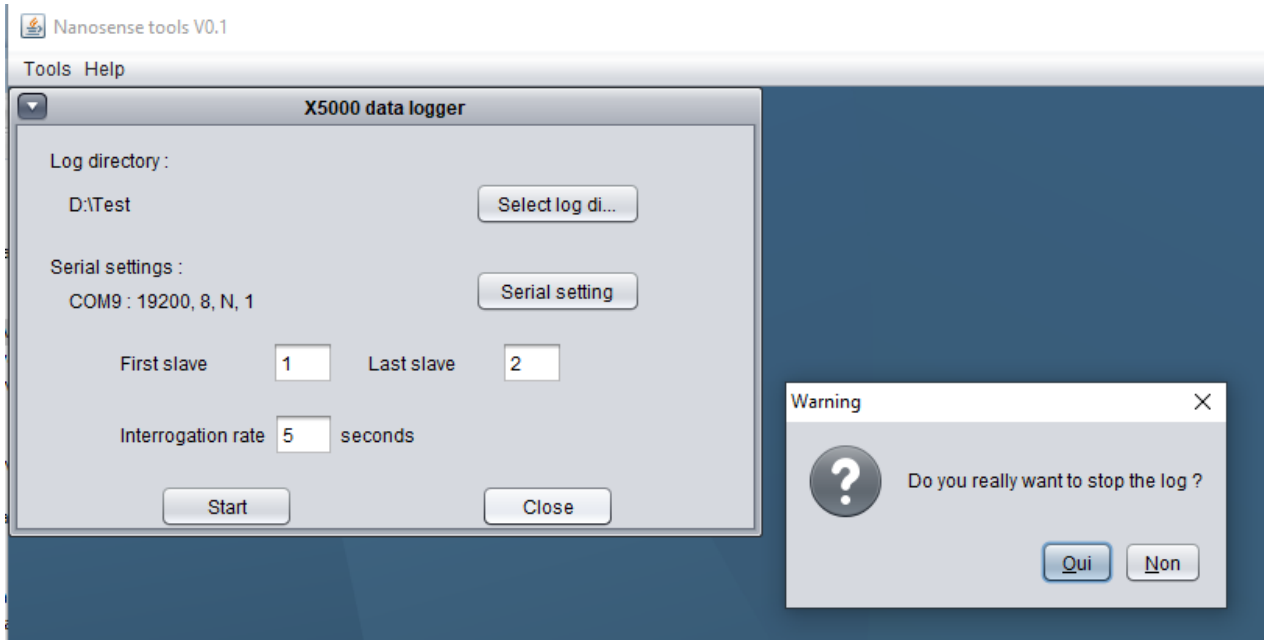 Nanosense tools V0.1
Tools Help
X5000 data logger
Log directory :
D:\Test
Select log di...
Serial settings :
COM9 : 19200, 8, N, 1
Serial setting
First slave 1 Last slave 2
Interrogation rate 5 seconds
Start Close
Warning
Do you really want to stop the log ?
Oui Non